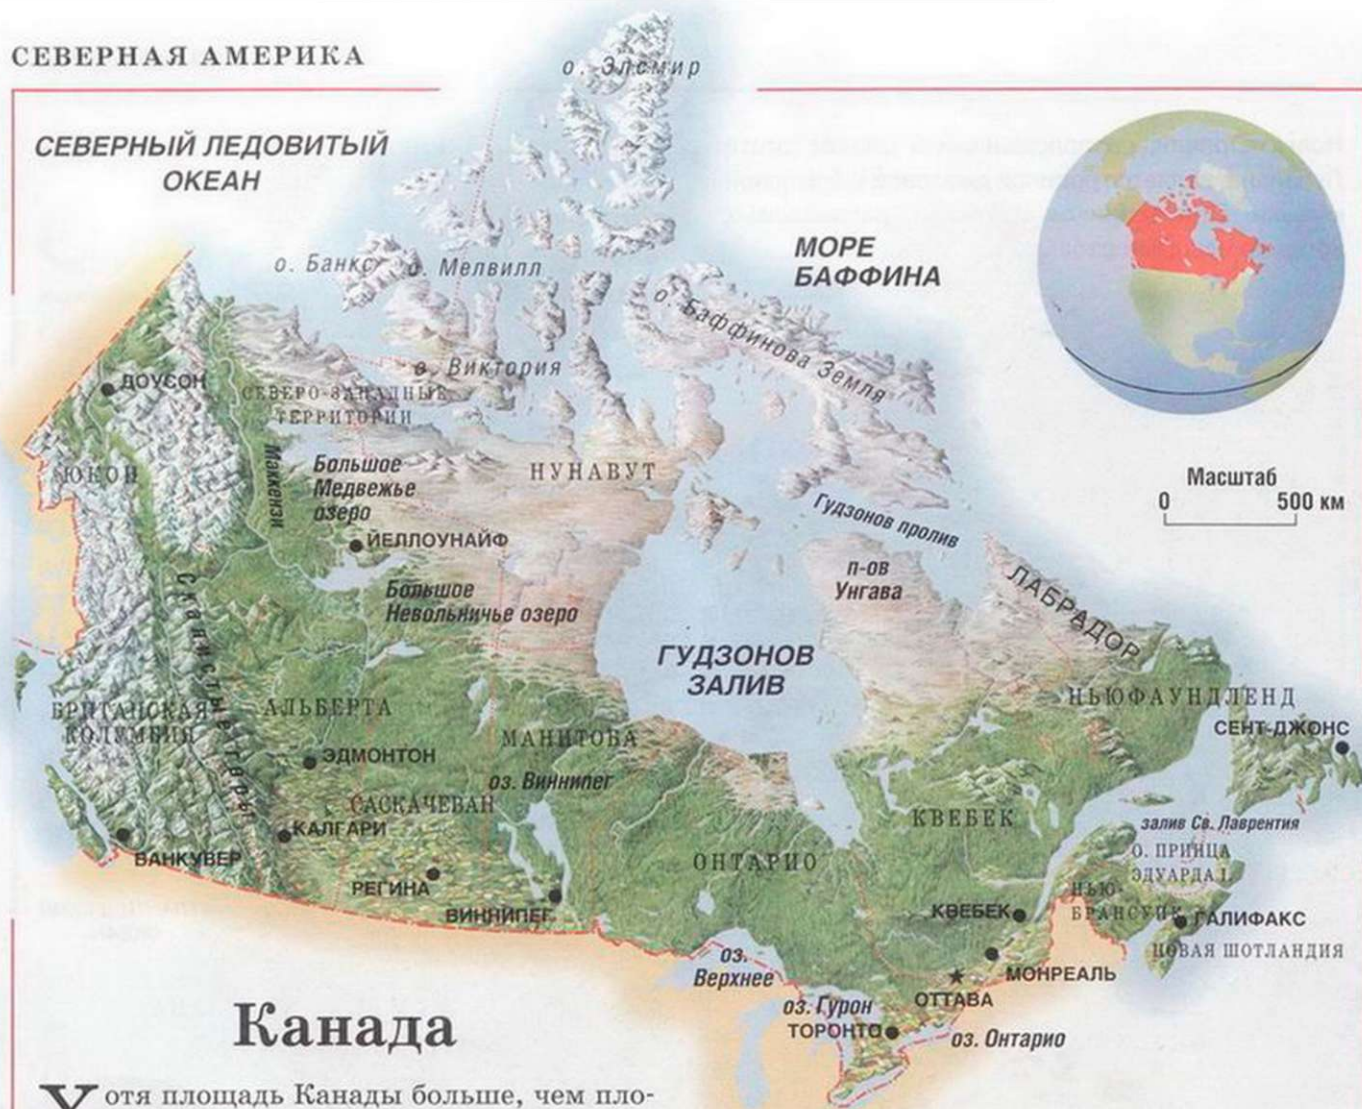 СЕВЕРНАЯ АМЕРИКА
СЕВЕРНЫЙ ЛЕДОВИТЫЙ
ОКЕАН
о. Элсмир
о. Банкс
о. Мелвилл
МОРЕ
БАФФИНА
о. Баффинова Земля
о. Виктория
ДОУСОН
СЕВЕРО-ЗАПАДНЫЕ
ТЕРРИТОРИИ
ЮКОН
Маккензи
Большое
Медвежье
озеро
НУНАВУТ
Масштаб
0 500 км
Гудзонов пролив
ЙЕЛЛОУНАЙФ
Большое
Невольничье озеро
п-ов
Унгава
ЛАБРАДОР
Скалистые горы
ГУДЗОНОВ
ЗАЛИВ
БРИТАНСКАЯ
КОЛУМБИЯ
АЛЬБЕРТА
МАНИТОБА
НЬЮФАУНДЛЕНД
СЕНТ-ДЖОНС
ЭДМОНТОН
оз. Виннипег
САСКАЧЕВАН
КВЕБЕК
залив Св. Лаврентия
КАЛГАРИ
ВАНКУВЕР
ОНТАРИО
О. ПРИНЦА
ЭДУАРДА I.
РЕГИНА
НЬЮ-
БРАНСУИК
ВИННИПЕГ
КВЕБЕК
ГАЛИФАКС
НОВАЯ ШОТЛАНДИЯ
оз.
Верхнее
МОНРЕАЛЬ
ОТТАВА
оз. Гурон
ТОРОНТО
оз. Онтарио
Канада
Хотя площадь Канады больше, чем пло-